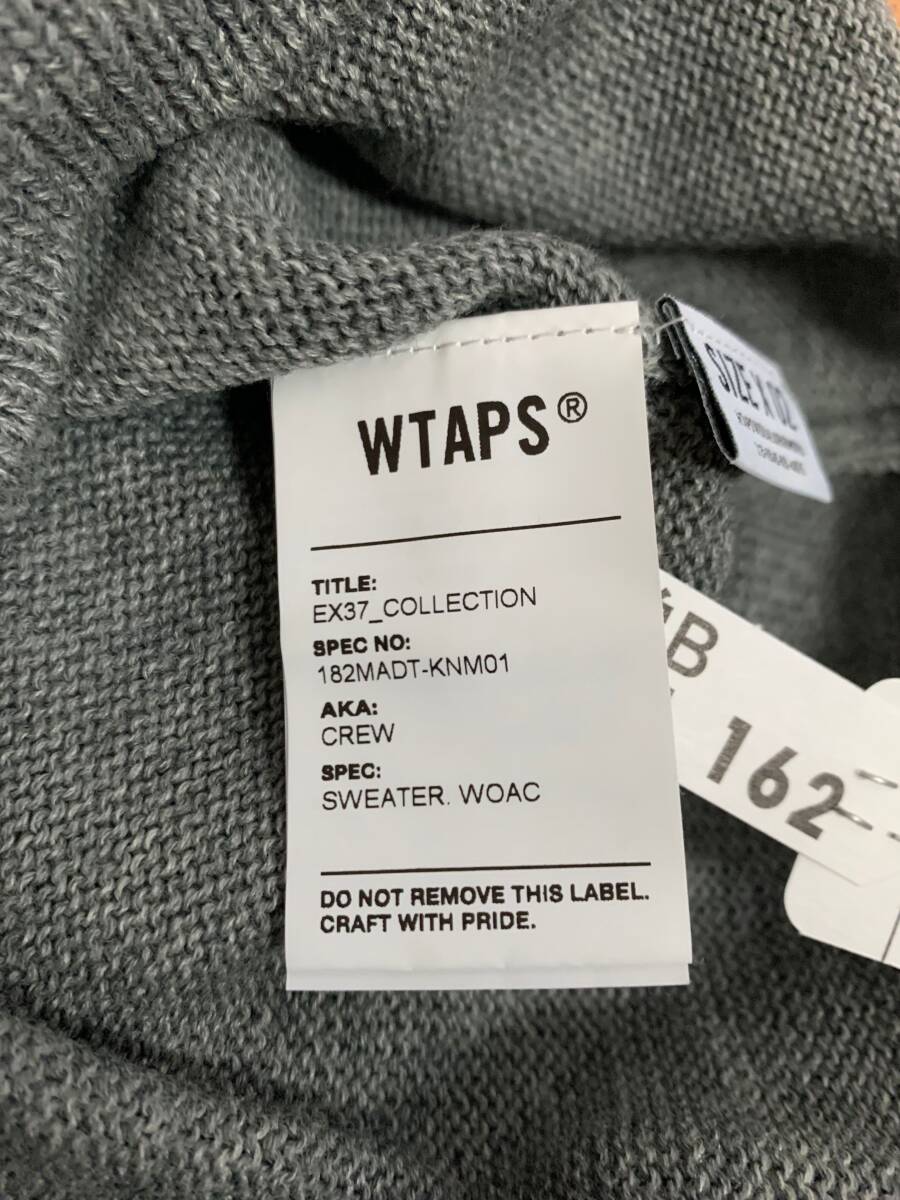 WTAPS®
TITLE:
EX37_COLLECTION
SPEC NO:
182MADT-KNM01
AKA:
CREW
SPEC:
SWEATER. WOAC
DO NOT REMOVE THIS LABEL.
CRAFT WITH PRIDE.
SIZE X 02
B
162